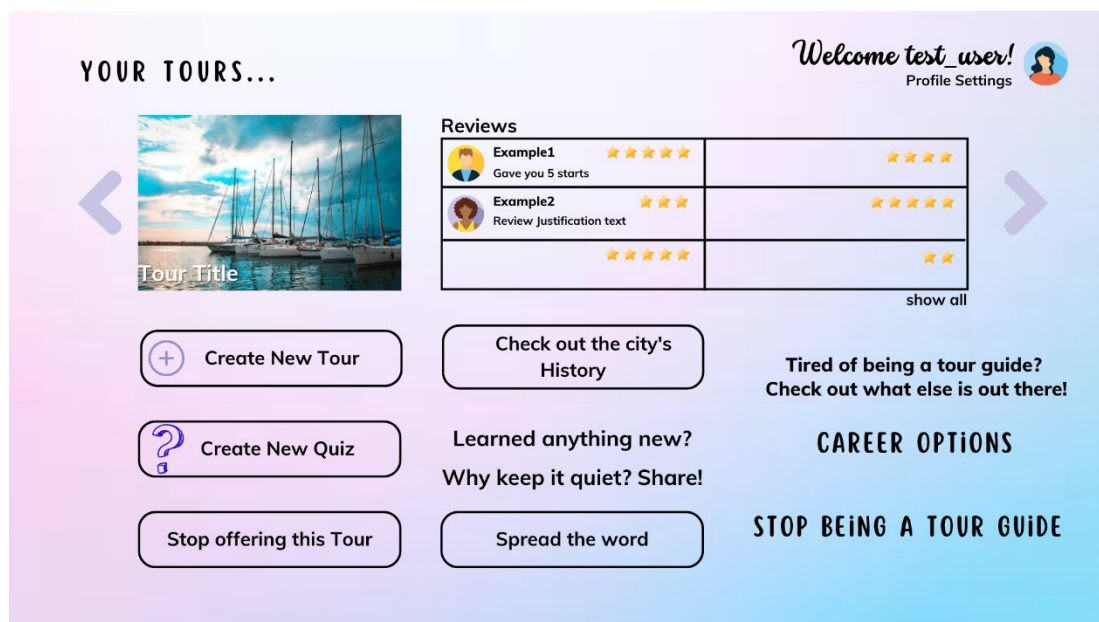 YOUR TOURS...
Welcome test_user!
Profile Settings
Tour Title
Reviews
Example1
Gave you 5 starts
Example2
Review Justification text
show all
Create New Tour
Check out the city's
History
Tired of being a tour guide?
Check out what else is out there!
Create New Quiz
Learned anything new?
Why keep it quiet? Share!
CAREER OPTIONS
Stop offering this Tour
Spread the word
STOP BEING A TOUR GUIDE